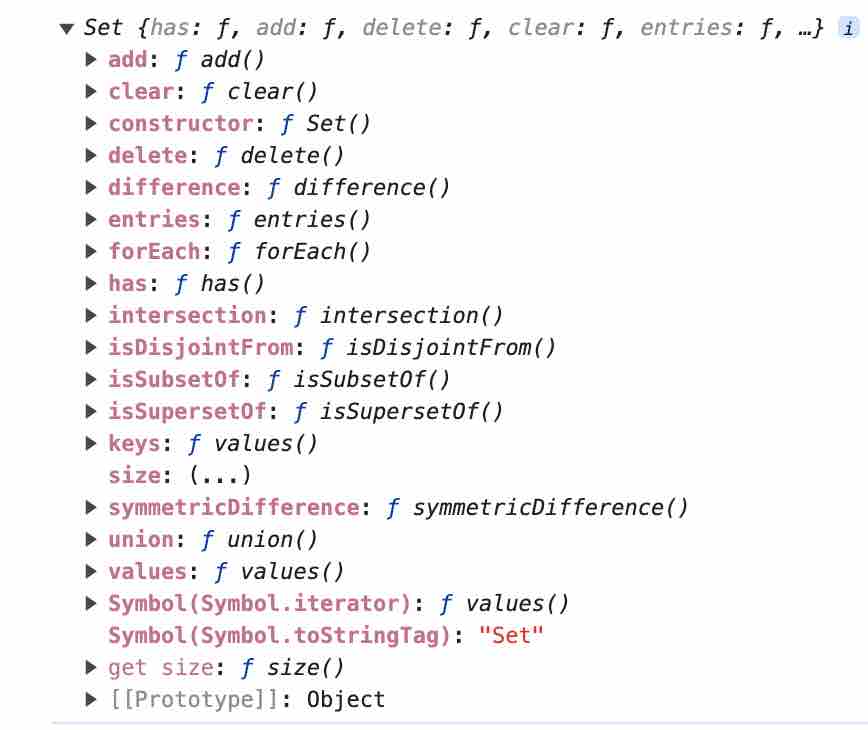 ▼ Set {has: ƒ, add: ƒ, delete: ƒ, clear: ƒ, entries: ƒ, …} i
▶ add: ƒ add()
▶ clear: ƒ clear()
▶ constructor: ƒ Set()
▶ delete: ƒ delete()
▶ difference: ƒ difference()
▶ entries: ƒ entries()
▶ forEach: ƒ forEach()
▶ has: ƒ has()
▶ intersection: ƒ intersection()
▶ isDisjointFrom: ƒ isDisjointFrom()
▶ isSubsetOf: ƒ isSubsetOf()
▶ isSupersetOf: ƒ isSupersetOf()
▶ keys: ƒ values()
size: (...)
▶ symmetricDifference: ƒ symmetricDifference()
▶ union: ƒ union()
▶ values: ƒ values()
▶ Symbol(Symbol.iterator): ƒ values()
Symbol(Symbol.toStringTag): "Set"
▶ get size: ƒ size()
▶ [[Prototype]]: Object